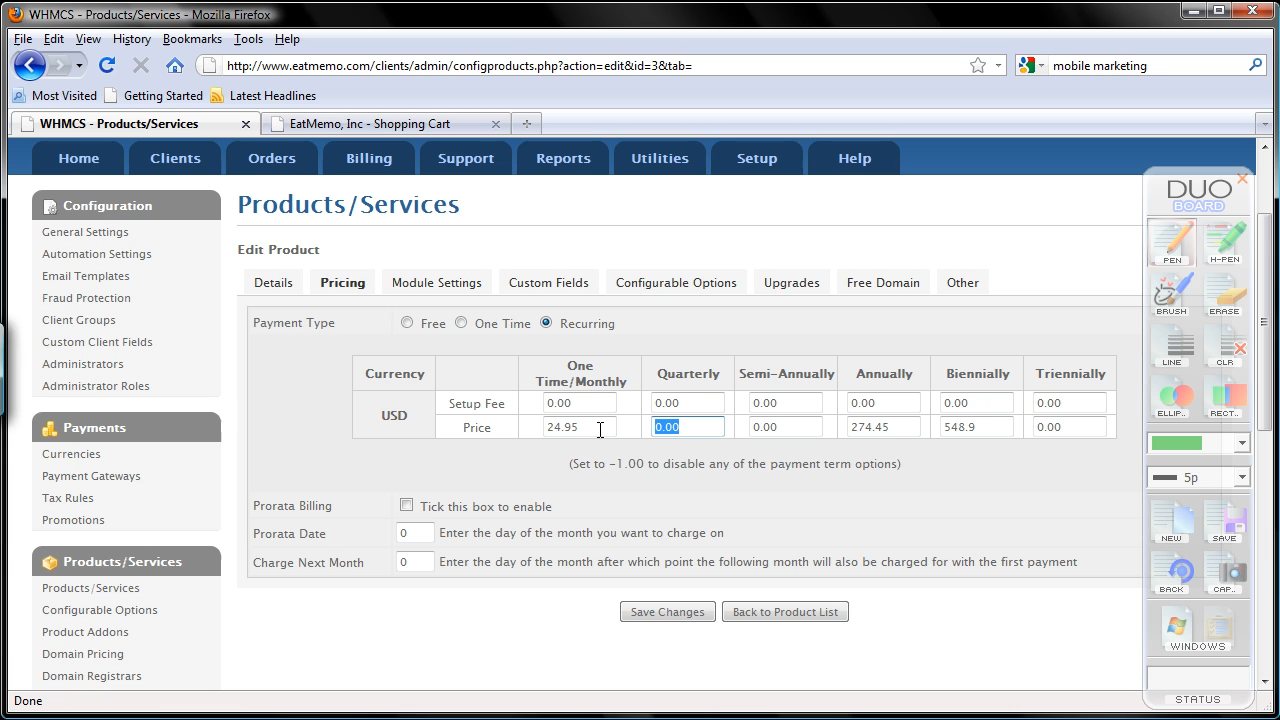 WHMCS - Products/Services - Mozilla Firefox
File Edit View History Bookmarks Tools Help
http://www.eatmemo.com/clients/admin/configproducts.php?action=edit&id=3&tab=
mobile marketing
Most Visited Getting Started Latest Headlines
WHMCS - Products/Services
EatMemo, Inc - Shopping Cart
Home Clients Orders Billing Support Reports Utilities Setup Help
Configuration
General Settings
Automation Settings
Email Templates
Fraud Protection
Client Groups
Custom Client Fields
Administrators
Administrator Roles
Payments
Currencies
Payment Gateways
Tax Rules
Promotions
Products/Services
Products/Services
Configurable Options
Product Addons
Domain Pricing
Domain Registrars
Products/Services
Edit Product
Details Pricing Module Settings Custom Fields Configurable Options Upgrades Free Domain Other
Payment Type Free One Time Recurring
Currency One Time/Monthly Quarterly Semi-Annually Annually Biennially Triennially
USD
Setup Fee 0.00 0.00 0.00 0.00 0.00 0.00
Price 24.95 0.00 0.00 274.45 548.9 0.00
(Set to -1.00 to disable any of the payment term options)
Prorata Billing Tick this box to enable
Prorata Date 0 Enter the day of the month you want to charge on
Charge Next Month 0 Enter the day of the month after which point the following month will also be charged for with the first payment
Save Changes Back to Product List
DUO
BOARD
PEN H-PEN
BRUSH ERASE
LINE CLR
ELLIP.. RECT..
5p
NEW SAVE
BACK CAP..
WINDOWS
STATUS
Done